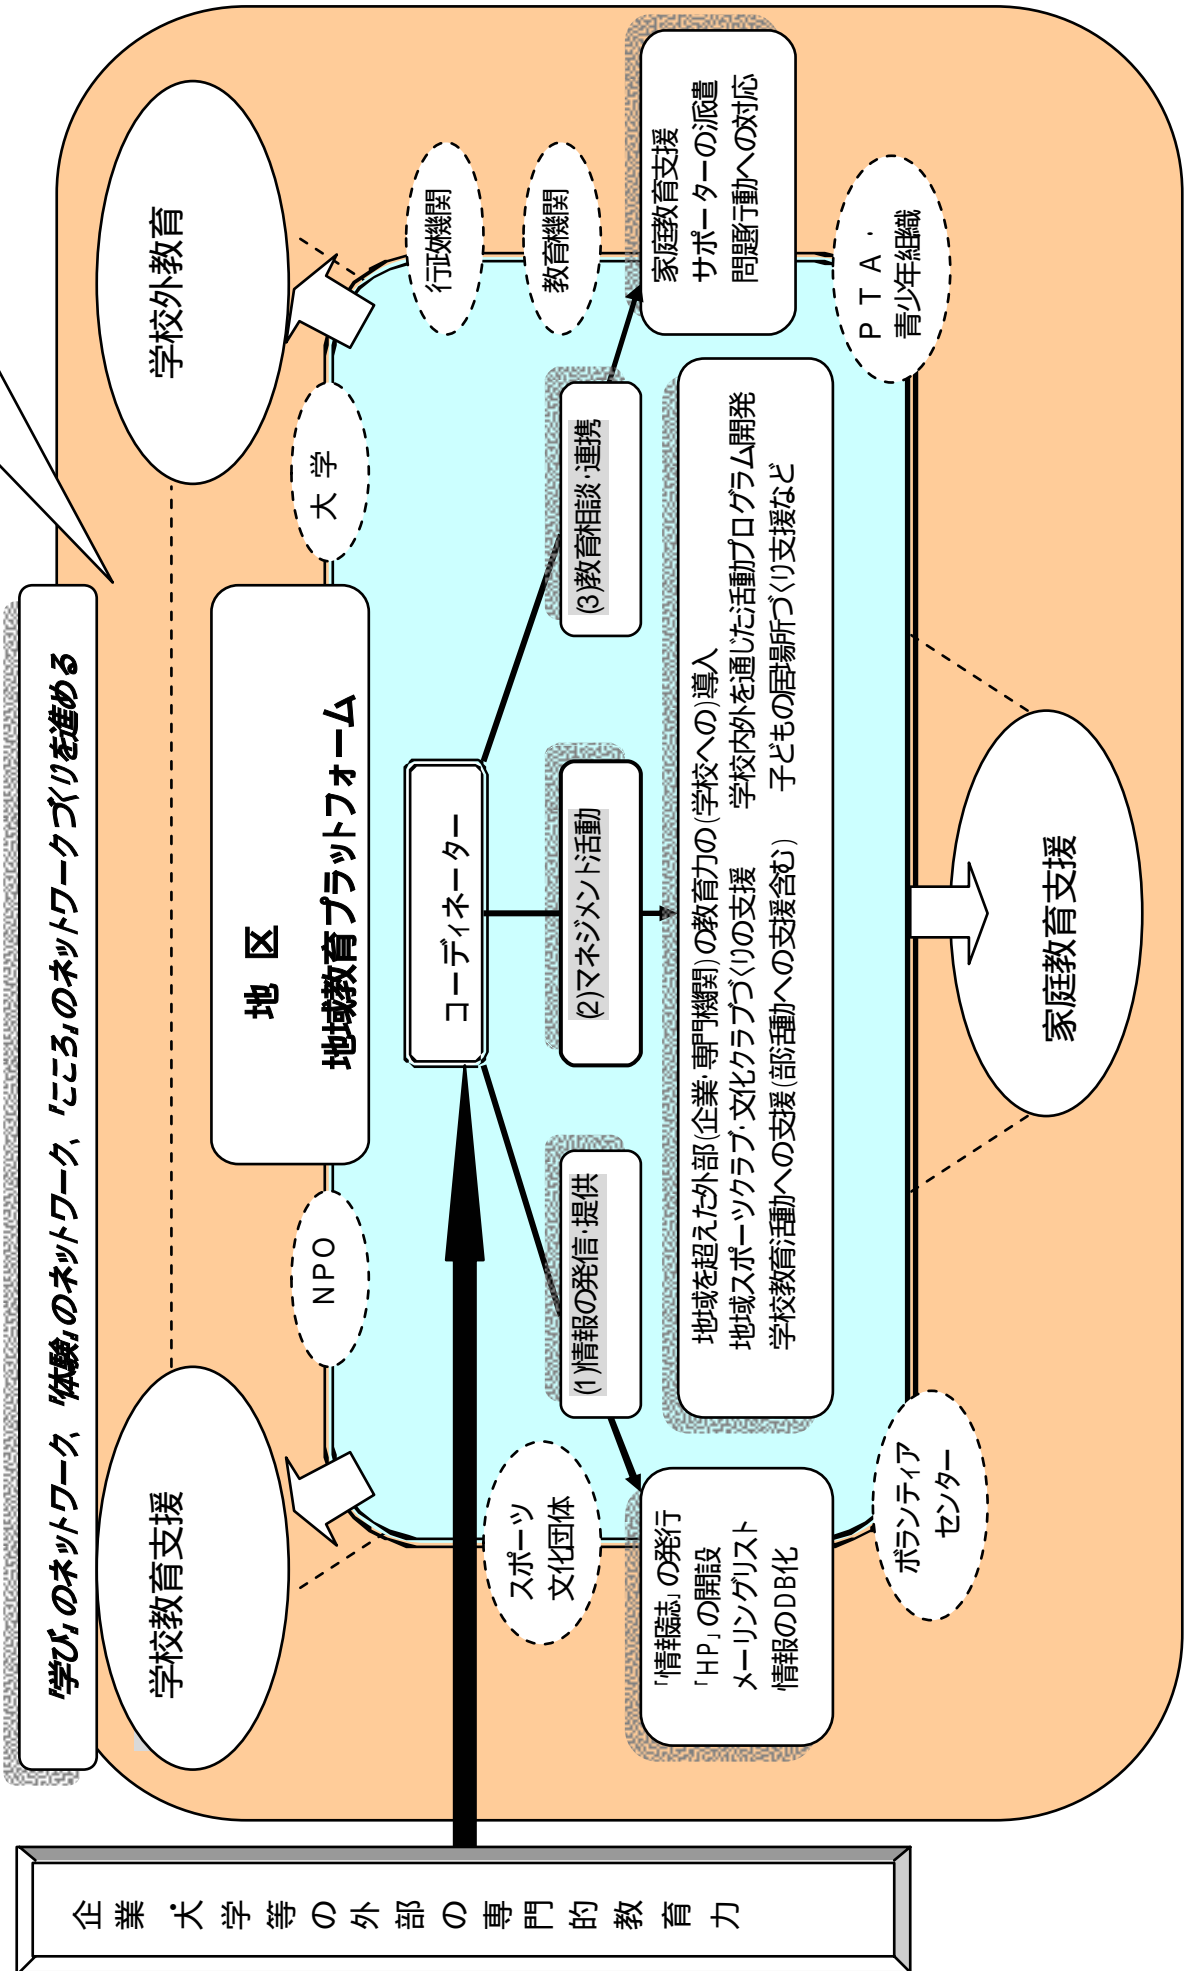 「学び」のネットワーク、「体験」のネットワーク、「こころ」のネットワークづくりを進める
学校教育支援
学校外教育
地 区
地域教育プラットフォーム
NPO
大 学
コーディネーター
行政機関
教育機関
スポーツ
文化団体
(1)情報の発信・提供
(2)マネジメント活動
(3)教育相談・連携
「情報誌」の発行
「HP」の開設
メーリングリスト
情報のDB化
地域を超えた外部(企業・専門機関)の教育力の(学校への)導入
地域スポーツクラブ・文化クラブづくりの支援　学校内外を通じた活動プログラム開発
学校教育活動への支援(部活動への支援含む)　子どもの居場所づくり支援など
家庭教育支援
サポーターの派遣
問題行動への対応
ボランティア
センター
PTA・
青少年組織
家庭教育支援
企業・大学等の外部の専門的教育力